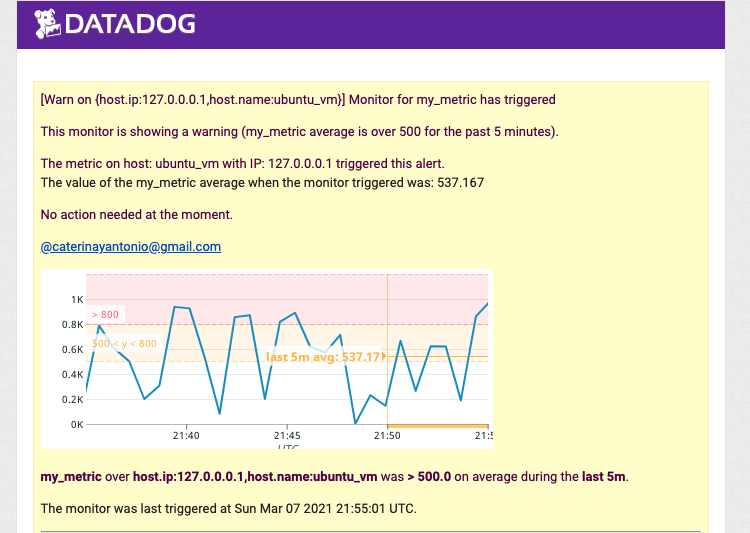 DATADOG
[Warn on {host.ip:127.0.0.0.1,host.name:ubuntu_vm}] Monitor for my_metric has triggered
This monitor is showing a warning (my_metric average is over 500 for the past 5 minutes).
The metric on host: ubuntu_vm with IP: 127.0.0.0.1 triggered this alert.
The value of the my_metric average when the monitor triggered was: 537.167
No action needed at the moment.
@caterinayantonio@gmail.com
1K
> 800
0.8K
500 < y < 800
0.6K
last 5m avg: 537.17
0.4K
0.2K
0K
21:40 21:45 21:50 21:5
UTC
my_metric over host.ip:127.0.0.0.1,host.name:ubuntu_vm was > 500.0 on average during the last 5m.
The monitor was last triggered at Sun Mar 07 2021 21:55:01 UTC.